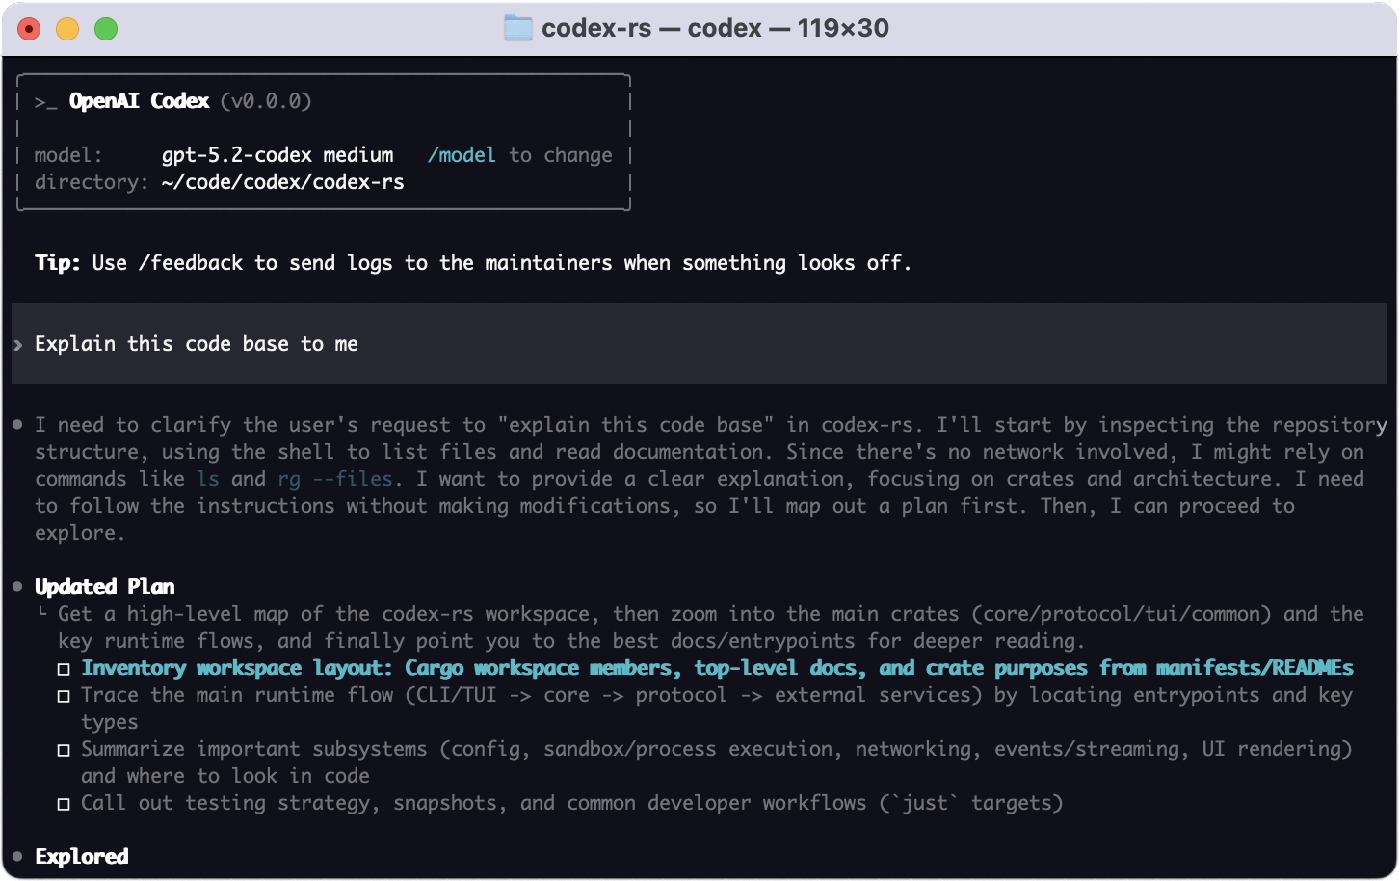 codex-rs — codex — 119×30
>_ OpenAI Codex (v0.0.0)
model: gpt-5.2-codex medium /model to change
directory: ~/code/codex/codex-rs
Tip: Use /feedback to send logs to the maintainers when something looks off.
› Explain this code base to me
• I need to clarify the user's request to "explain this code base" in codex-rs. I'll start by inspecting the repository
structure, using the shell to list files and read documentation. Since there's no network involved, I might rely on
commands like ls and rg --files. I want to provide a clear explanation, focusing on crates and architecture. I need
to follow the instructions without making modifications, so I'll map out a plan first. Then, I can proceed to
explore.
• Updated Plan
└ Get a high-level map of the codex-rs workspace, then zoom into the main crates (core/protocol/tui/common) and the
key runtime flows, and finally point you to the best docs/entrypoints for deeper reading.
□ Inventory workspace layout: Cargo workspace members, top-level docs, and crate purposes from manifests/READMEs
□ Trace the main runtime flow (CLI/TUI -> core -> protocol -> external services) by locating entrypoints and key
types
□ Summarize important subsystems (config, sandbox/process execution, networking, events/streaming, UI rendering)
and where to look in code
□ Call out testing strategy, snapshots, and common developer workflows (`just` targets)
• Explored